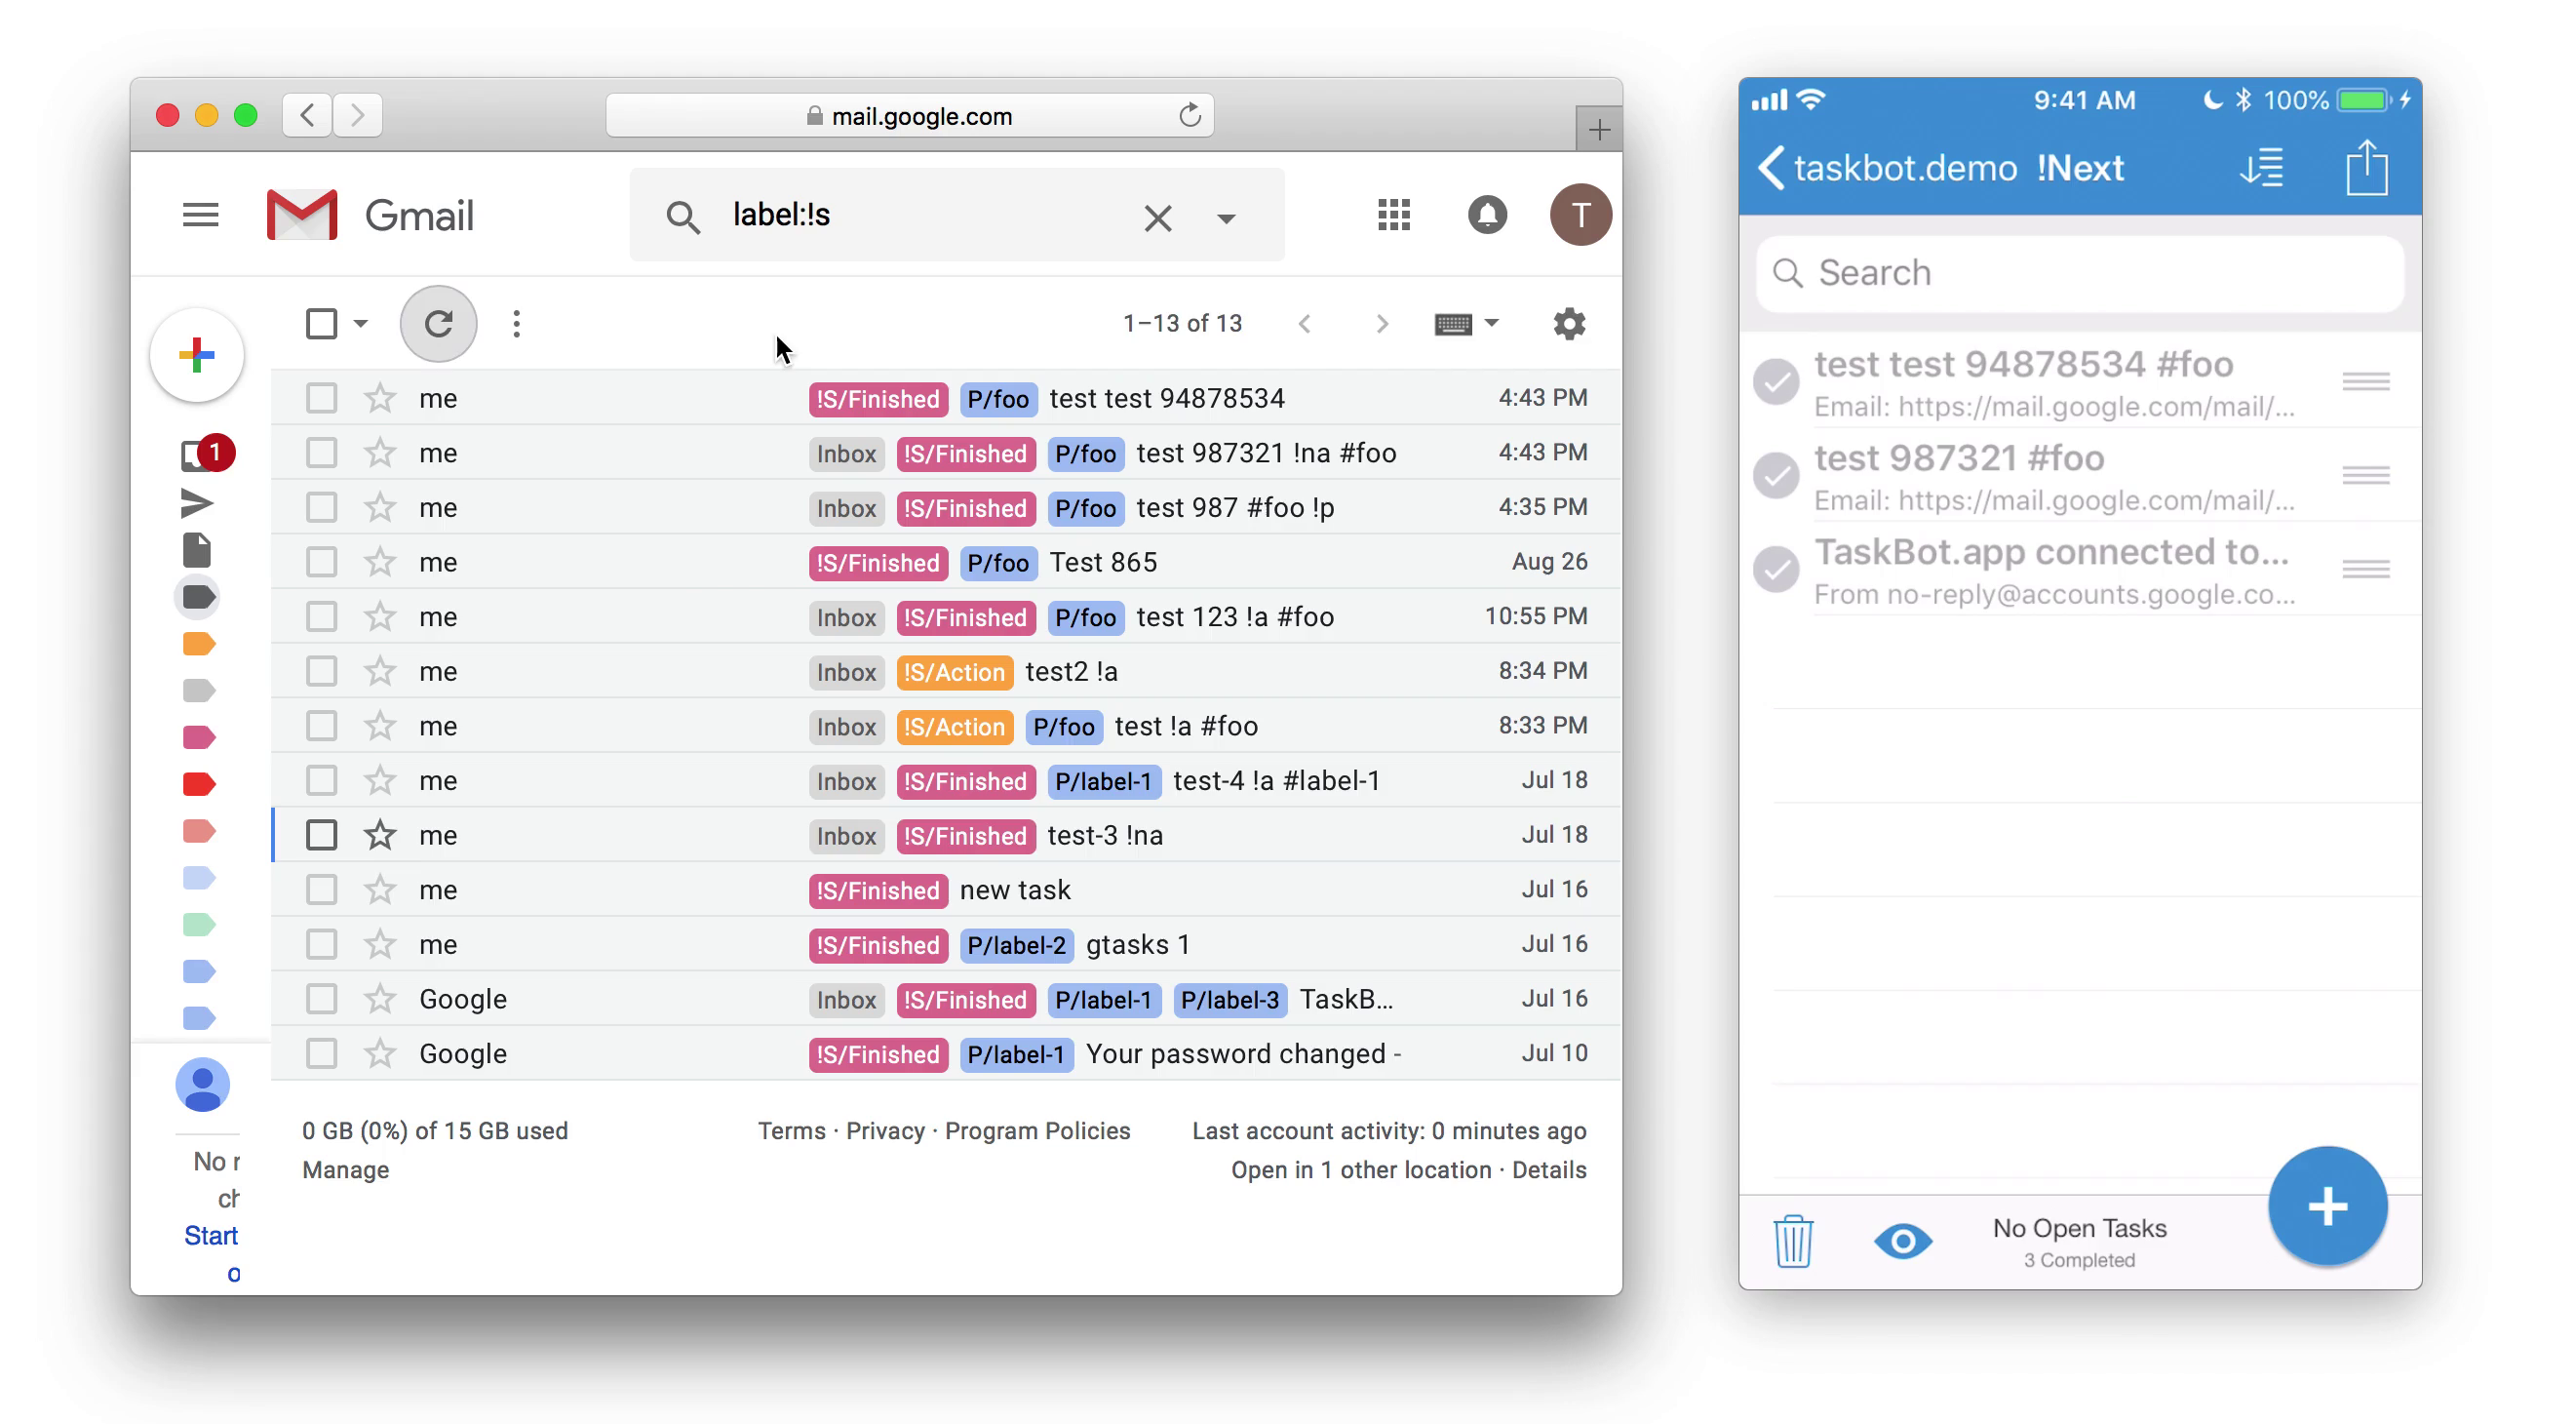 mail.google.com
Gmail
label:!s
T
1–13 of 13
me !S/Finished P/foo test test 94878534 4:43 PM
me Inbox !S/Finished P/foo test 987321 !na #foo 4:43 PM
me Inbox !S/Finished P/foo test 987 #foo !p 4:35 PM
me !S/Finished P/foo Test 865 Aug 26
me Inbox !S/Finished P/foo test 123 !a #foo 10:55 PM
me Inbox !S/Action test2 !a 8:34 PM
me Inbox !S/Action P/foo test !a #foo 8:33 PM
me Inbox !S/Finished P/label-1 test-4 !a #label-1 Jul 18
me Inbox !S/Finished test-3 !na Jul 18
me !S/Finished new task Jul 16
me !S/Finished P/label-2 gtasks 1 Jul 16
Google Inbox !S/Finished P/label-1 P/label-3 TaskB... Jul 16
Google !S/Finished P/label-1 Your password changed - Jul 10
1
No r
ch
Start
o
0 GB (0%) of 15 GB used
Manage
Terms · Privacy · Program Policies
Last account activity: 0 minutes ago
Open in 1 other location · Details
9:41 AM 100%
taskbot.demo !Next
Search
test test 94878534 #foo
Email: https://mail.google.com/mail/...
test 987321 #foo
Email: https://mail.google.com/mail/...
TaskBot.app connected to...
From no-reply@accounts.google.co...
No Open Tasks
3 Completed